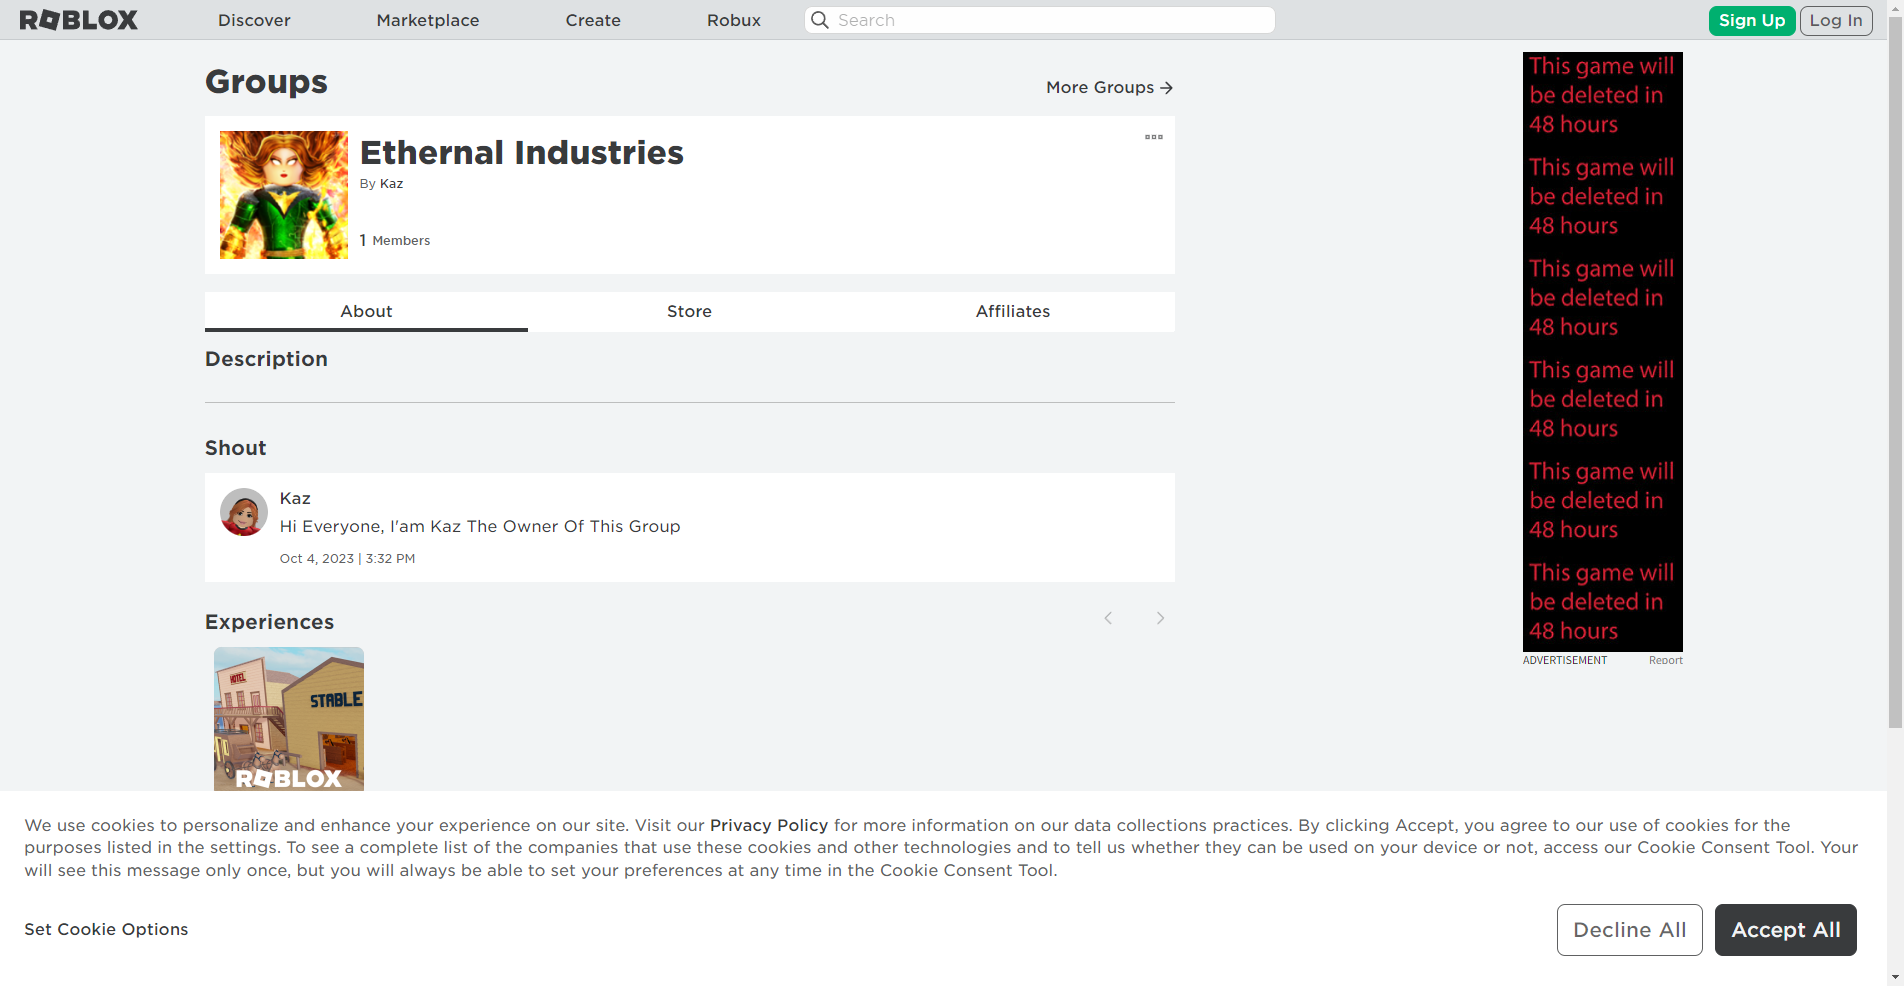 ROBLOX
Discover
Marketplace
Create
Robux
Search
Sign Up
Log In
Groups
More Groups
Ethernal Industries
By Kaz
1 Members
About
Store
Affiliates
Description
Shout
Kaz
Hi Everyone, I'am Kaz The Owner Of This Group
Oct 4, 2023 | 3:32 PM
Experiences
HOTEL
STABLE
ROBLOX
This game will
be deleted in
48 hours
This game will
be deleted in
48 hours
This game will
be deleted in
48 hours
This game will
be deleted in
48 hours
This game will
be deleted in
48 hours
This game will
be deleted in
48 hours
ADVERTISEMENT
Report
We use cookies to personalize and enhance your experience on our site. Visit our Privacy Policy for more information on our data collections practices. By clicking Accept, you agree to our use of cookies for the
purposes listed in the settings. To see a complete list of the companies that use these cookies and other technologies and to tell us whether they can be used on your device or not, access our Cookie Consent Tool. Your
will see this message only once, but you will always be able to set your preferences at any time in the Cookie Consent Tool.
Set Cookie Options
Decline All
Accept All